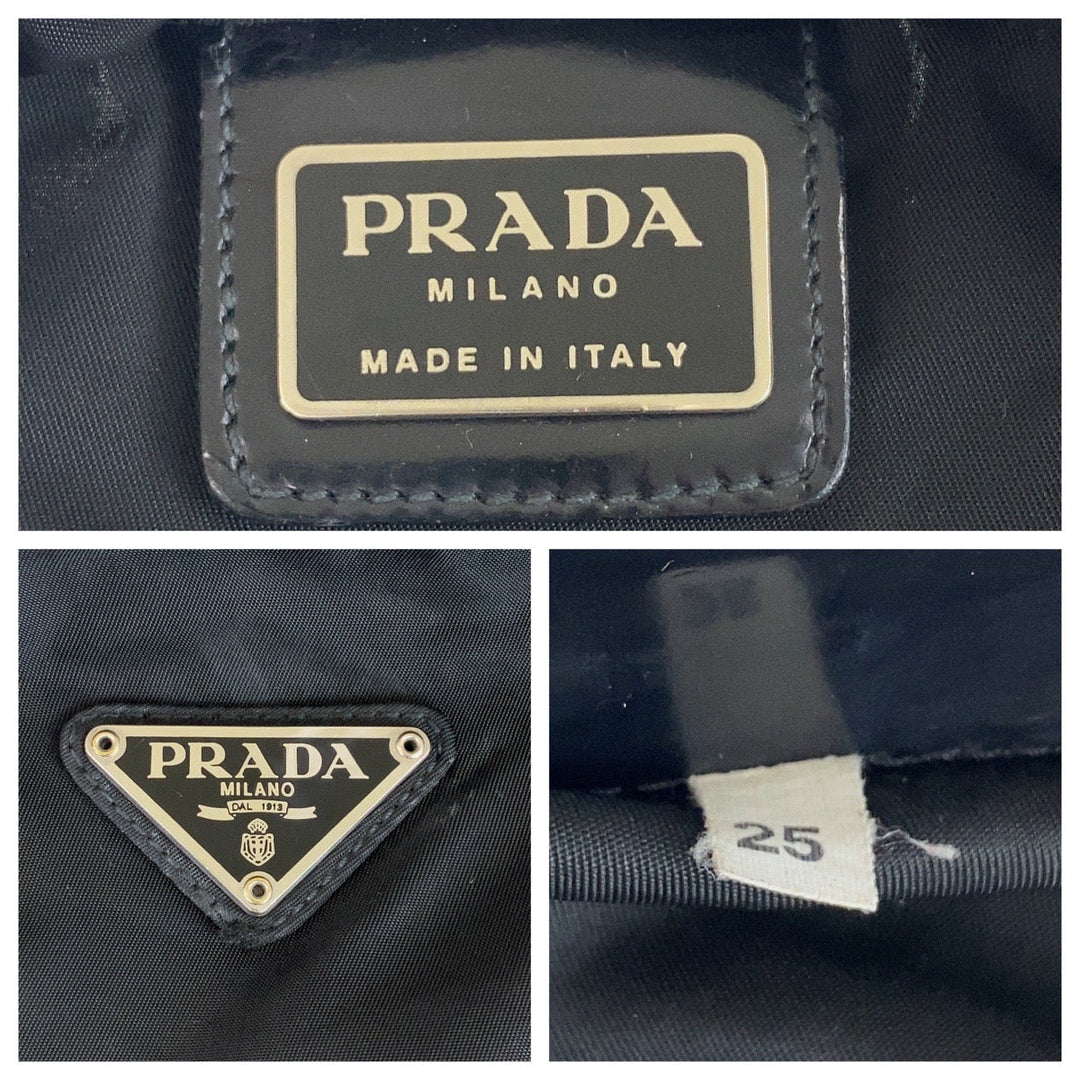 PRADA
MILANO
MADE IN ITALY
PRADA
MILANO
DAL 1913
25